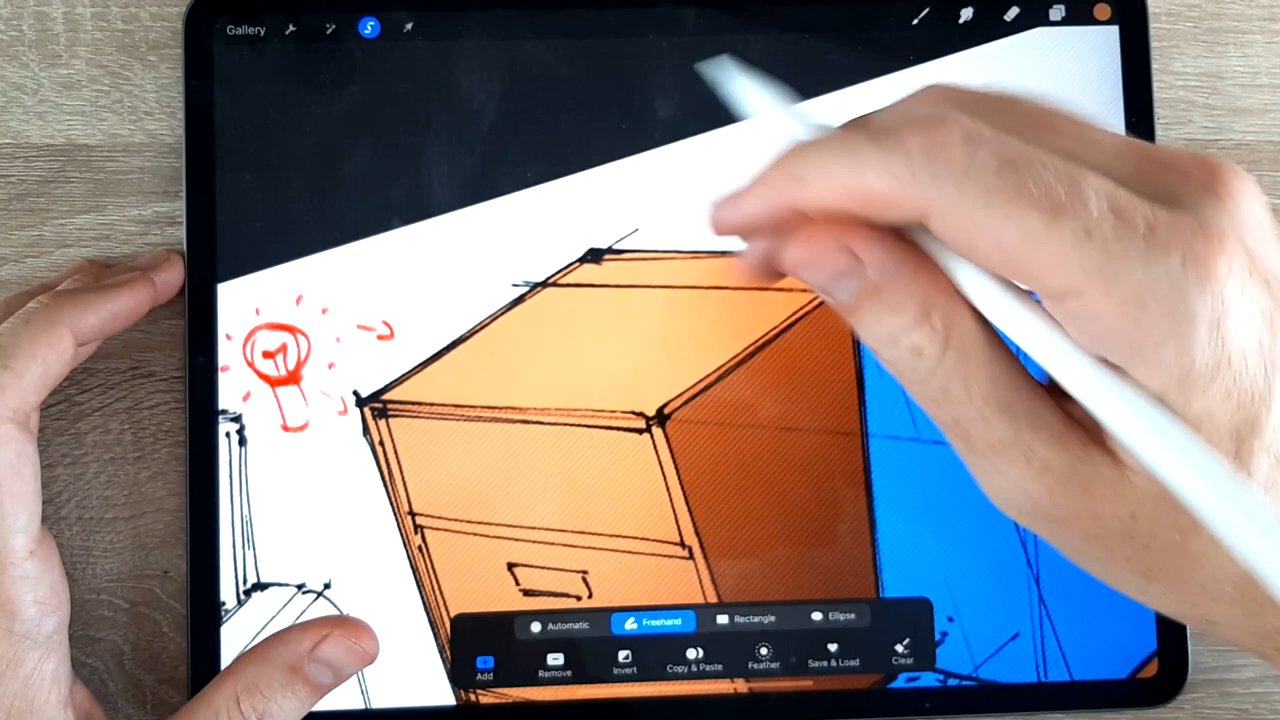 Gallery
Automatic Freehand Rectangle Ellipse
Add Remove Invert Copy & Paste Feather Save & Load Clear